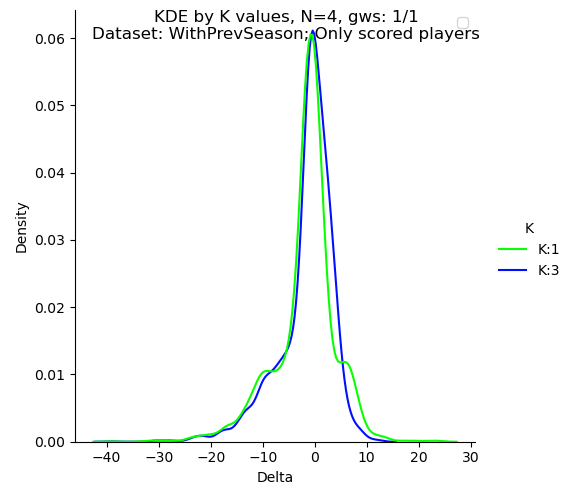 KDE by K values, N=4, gws: 1/1
Dataset: WithPrevSeason; Only scored players
0.06
0.05
0.04
0.03
0.02
0.01
0.00
Density
−40 −30 −20 −10 0 10 20 30
Delta
K
K:1
K:3